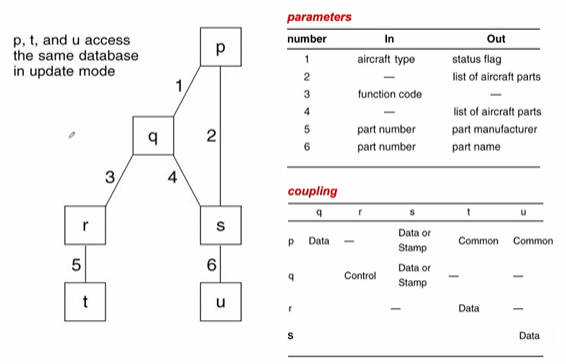 p, t, and u access
the same database
in update mode
p
1
q
2
3
4
r
s
5
6
t
u
parameters
number In Out
1 aircraft type status flag
2 — list of aircraft parts
3 function code —
4 — list of aircraft parts
5 part number part manufacturer
6 part number part name
coupling
q r s t u
p Data — Data or Stamp Common Common
q Control Data or Stamp — —
r — Data —
s Data